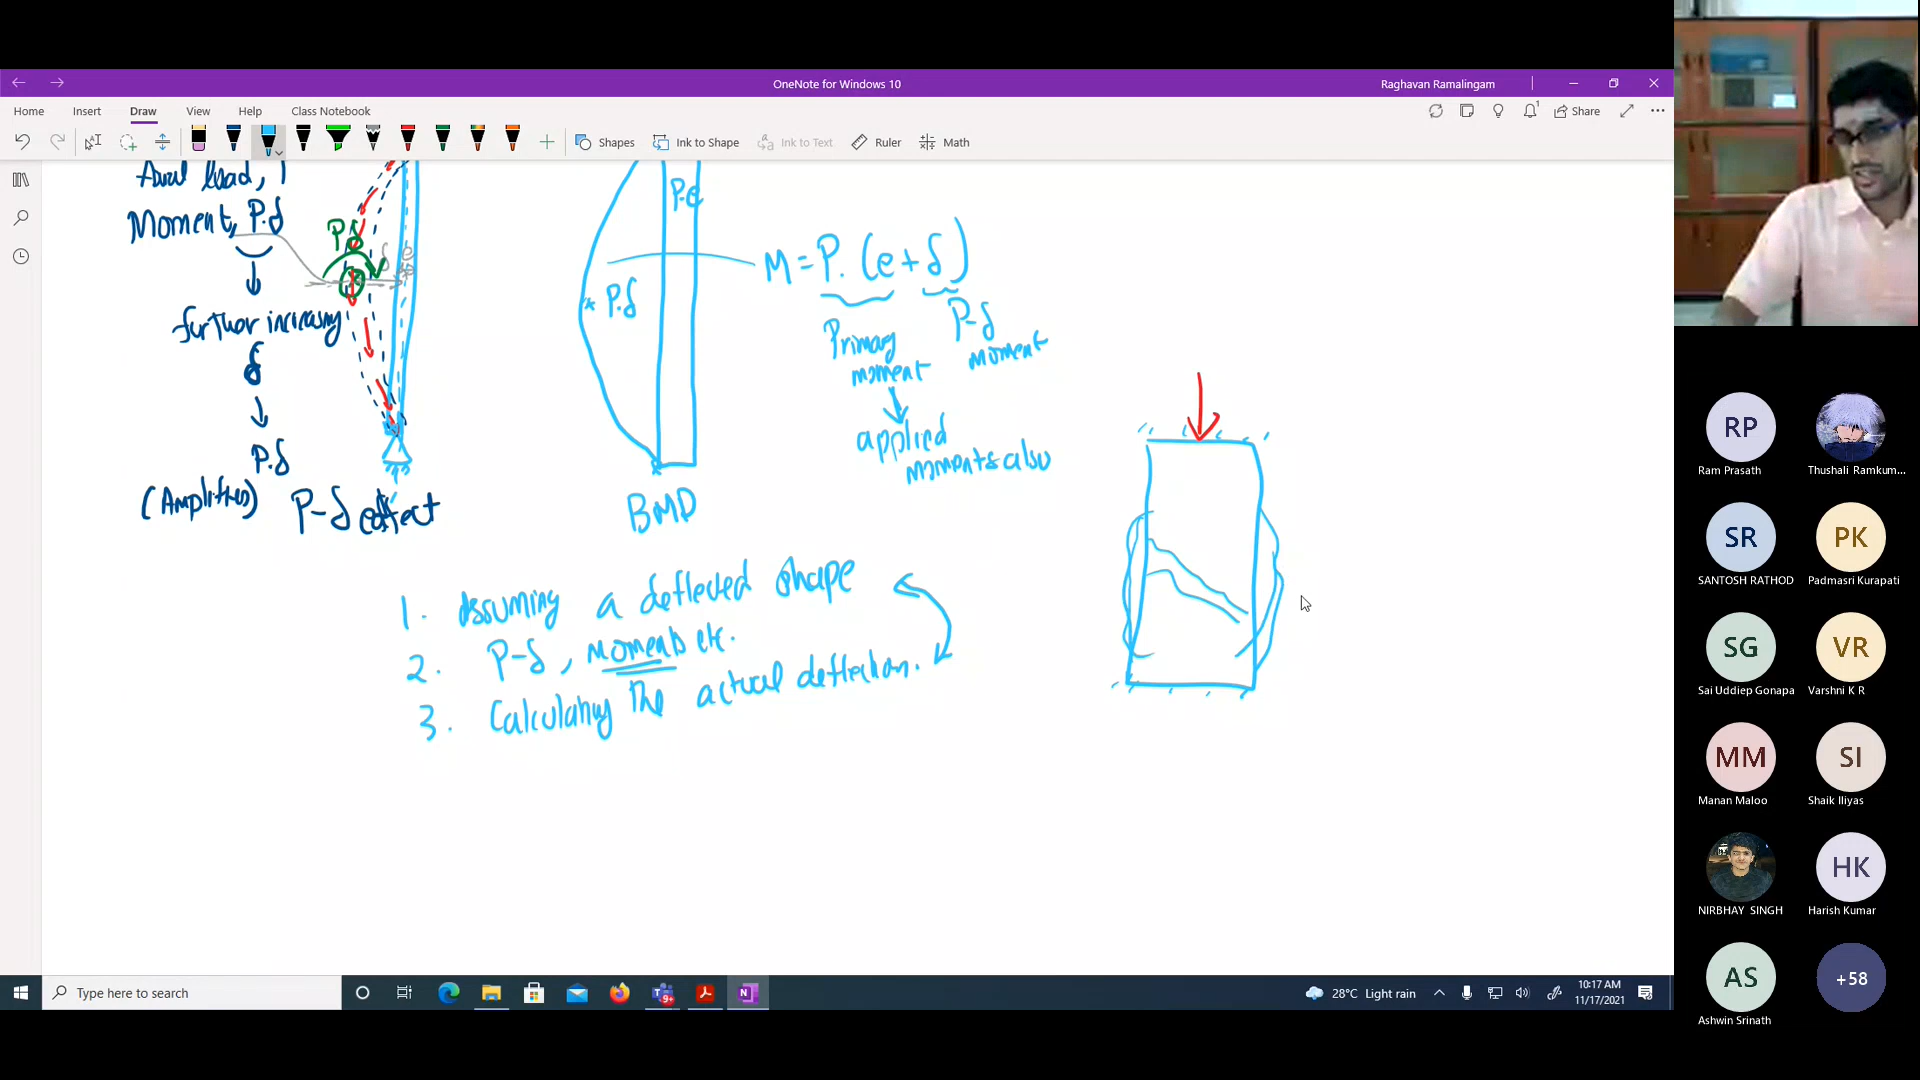 OneNote for Windows 10
Raghavan Ramalingam
Home Insert Draw View Help Class Notebook
Share
Shapes Ink to Shape Ink to Text Ruler Math
Axial load, P
Moment, P.δ
further increasing
δ
P.δ
(Amplifies)
P-δ effect
Pδ
P
δ
e
P.e
* P.δ
BMD
M = P. (e + δ)
Primary
moment
P-δ
moment
applied
moments also
1. Assuming a deflected shape
2. P-δ, moments etc.
3. Calculating the actual deflection.
RP
Ram Prasath
Thushali Ramkum...
SR
SANTOSH RATHOD
PK
Padmasri Kurapati
SG
Sai Uddiep Gonapa
VR
Varshni K R
MM
Manan Maloo
SI
Shaik Iliyas
NIRBHAY SINGH
HK
Harish Kumar
AS
Ashwin Srinath
+58
Type here to search
28°C Light rain
10:17 AM
11/17/2021